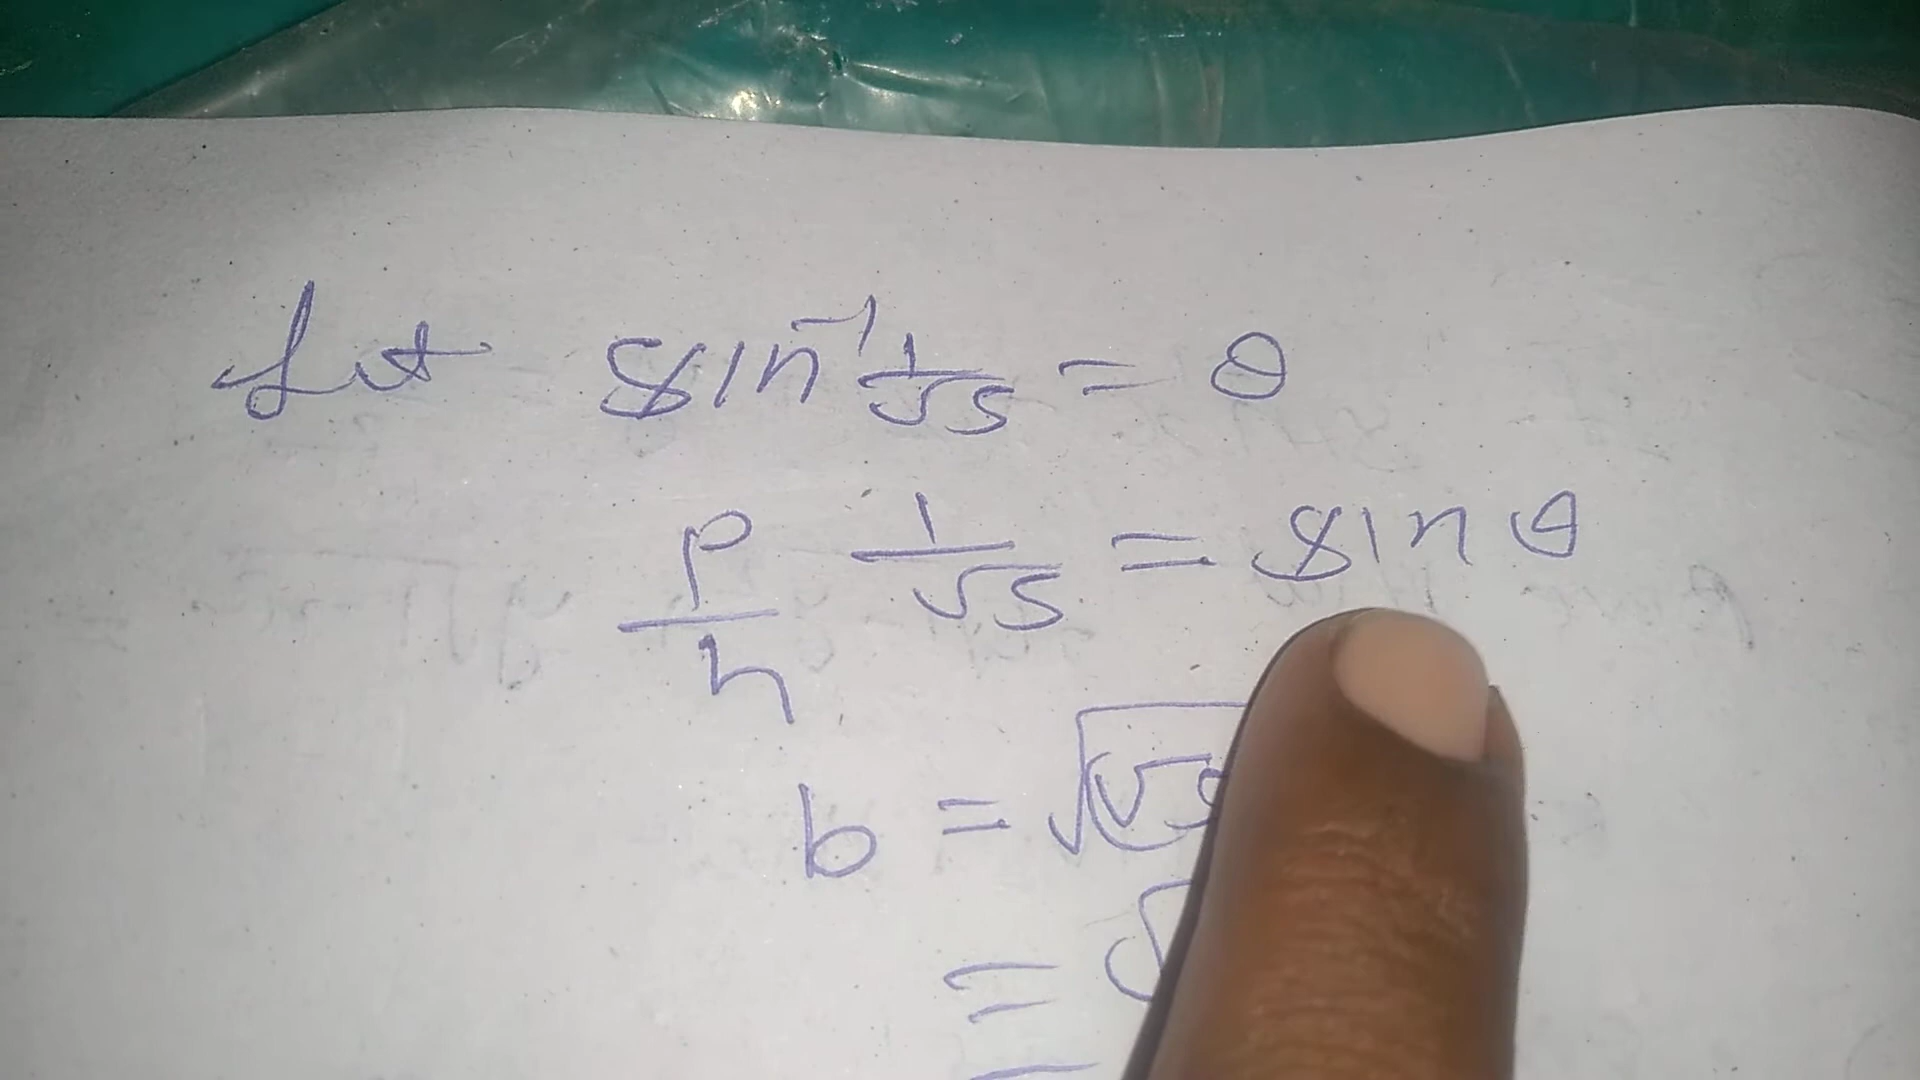 Let sin⁻¹ 1/√5 = θ
p/h 1/√5 = sin θ
b = √(√5
= √
=